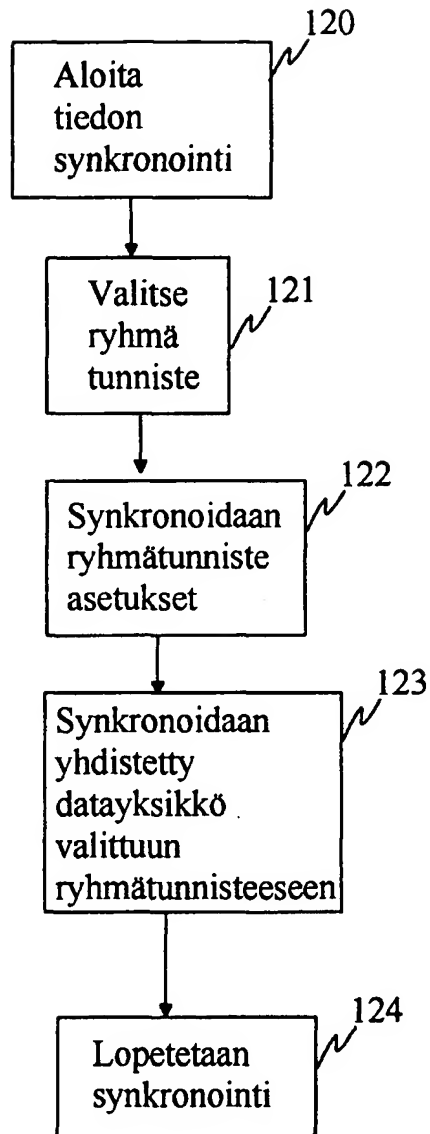 120
Aloita
tiedon
synkronointi
121
Valitse
ryhmä
tunniste
122
Synkronoidaan
ryhmätunniste
asetukset
123
Synkronoidaan
yhdistetty
datayksikkö
valittuun
ryhmätunnisteeseen
124
Lopetetaan
synkronointi